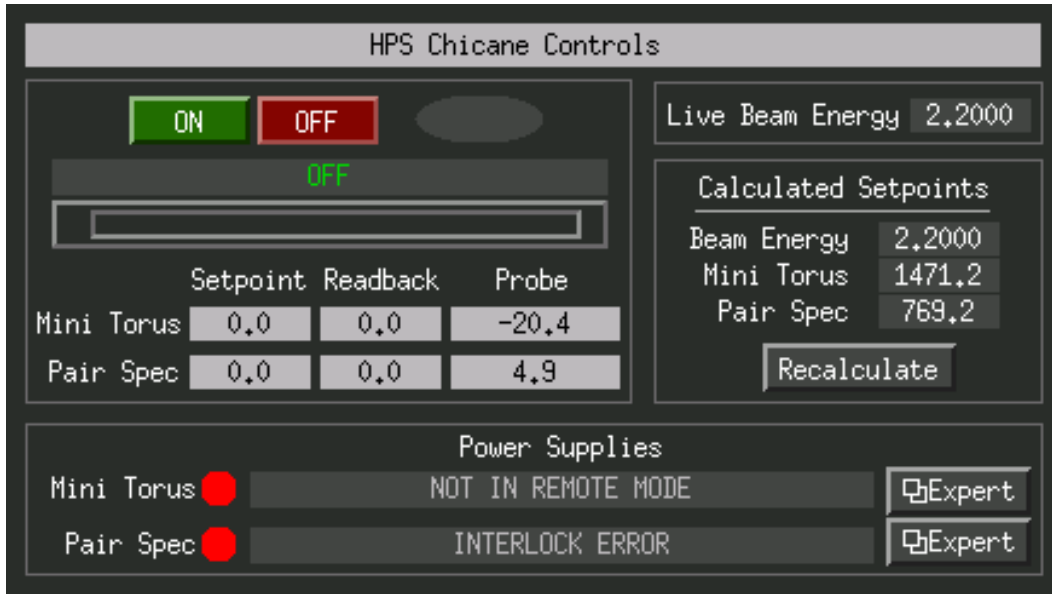 HPS Chicane Controls
ON OFF
OFF
Setpoint Readback Probe
Mini Torus 0.0 0.0 -20.4
Pair Spec 0.0 0.0 4.9
Live Beam Energy 2.2000
Calculated Setpoints
Beam Energy 2.2000
Mini Torus 1471.2
Pair Spec 769.2
Recalculate
Power Supplies
Mini Torus NOT IN REMOTE MODE Expert
Pair Spec INTERLOCK ERROR Expert